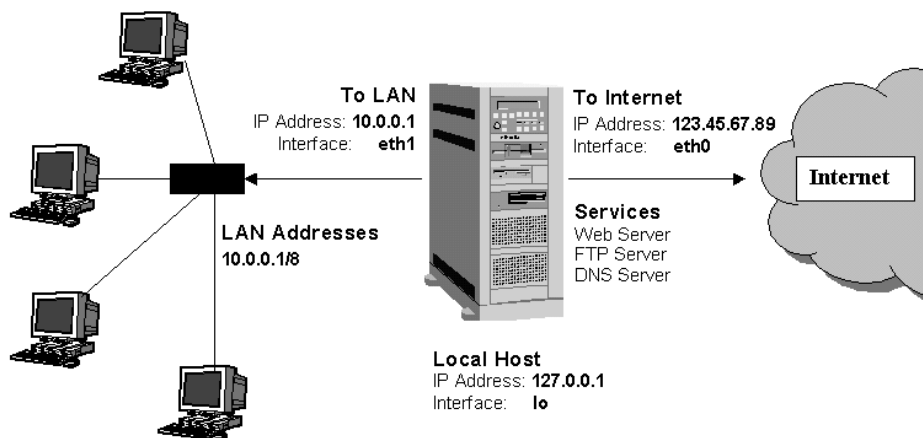 To LAN
IP Address: 10.0.0.1
Interface: eth1
To Internet
IP Address: 123.45.67.89
Interface: eth0
Internet
LAN Addresses
10.0.0.1/8
Services
Web Server
FTP Server
DNS Server
Local Host
IP Address: 127.0.0.1
Interface: lo